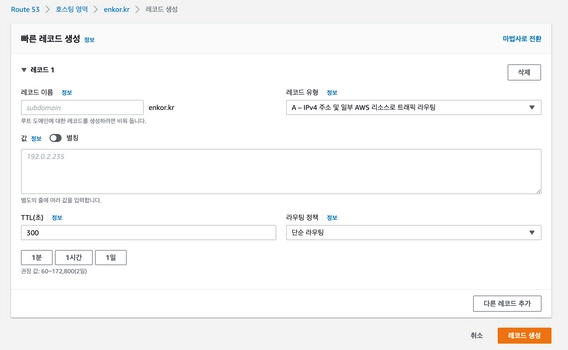 Route 53 > 호스팅 영역 > enkor.kr > 레코드 생성
빠른 레코드 생성 정보
마법사로 전환
▼ 레코드 1
삭제
레코드 이름 정보
레코드 유형 정보
subdomain
enkor.kr
A – IPv4 주소 및 일부 AWS 리소스로 트래픽 라우팅
루트 도메인에 대한 레코드를 생성하려면 비워 둡니다.
값 정보 별칭
192.0.2.235
별도의 줄에 여러 값을 입력합니다.
TTL(초) 정보
라우팅 정책 정보
300
단순 라우팅
1분 1시간 1일
권장 값: 60~172,800(2일)
다른 레코드 추가
취소
레코드 생성